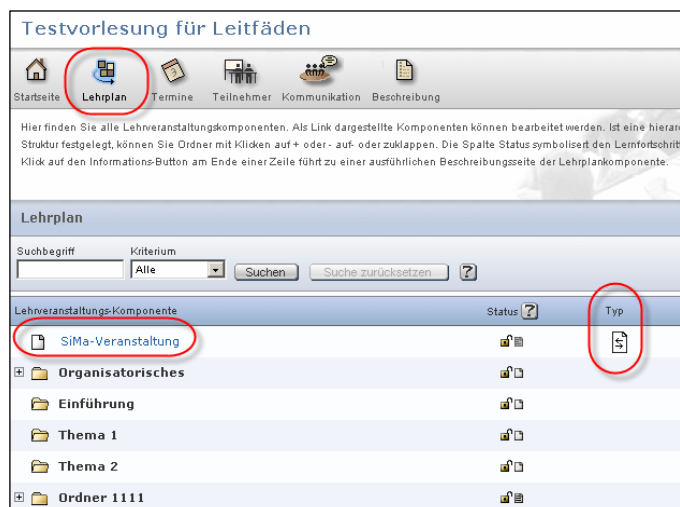 Testvorlesung für Leitfäden
Startseite Lehrplan Termine Teilnehmer Kommunikation Beschreibung
Hier finden Sie alle Lehrveranstaltungskomponenten. Als Link dargestellte Komponenten können bearbeitet werden. Ist eine hierarc
Struktur festgelegt, können Sie Ordner mit Klicken auf + oder - auf- oder zuklappen. Die Spalte Status symbolisert den Lernfortschritt
Klick auf den Informations-Button am Ende einer Zeile führt zu einer ausführlichen Beschreibungsseite der Lehrplankomponente.
Lehrplan
Suchbegriff Kriterium
Alle Suchen Suche zurücksetzen ?
Lehrveranstaltungs-Komponente Status ? Typ
SiMa-Veranstaltung
Organisatorisches
Einführung
Thema 1
Thema 2
Ordner 1111